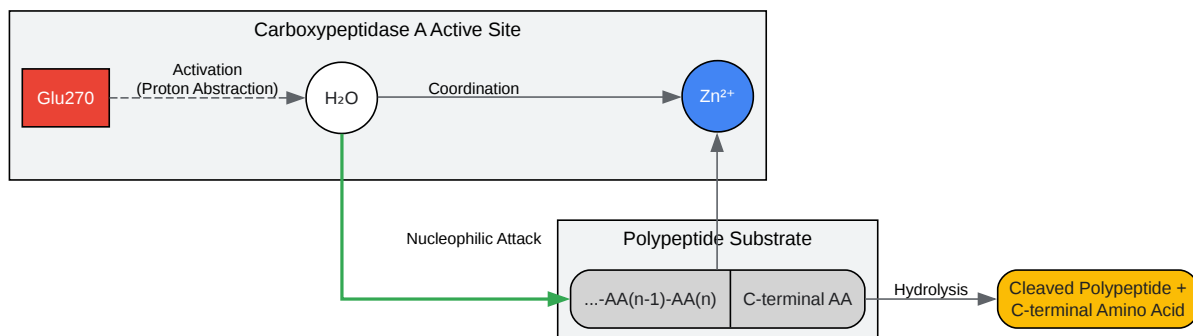 Carboxypeptidase A Active Site
Glu270
Activation
(Proton Abstraction)
H₂O
Coordination
Zn²⁺
Nucleophilic Attack
Polypeptide Substrate
...-AA(n-1)-AA(n)
C-terminal AA
Hydrolysis
Cleaved Polypeptide +
C-terminal Amino Acid